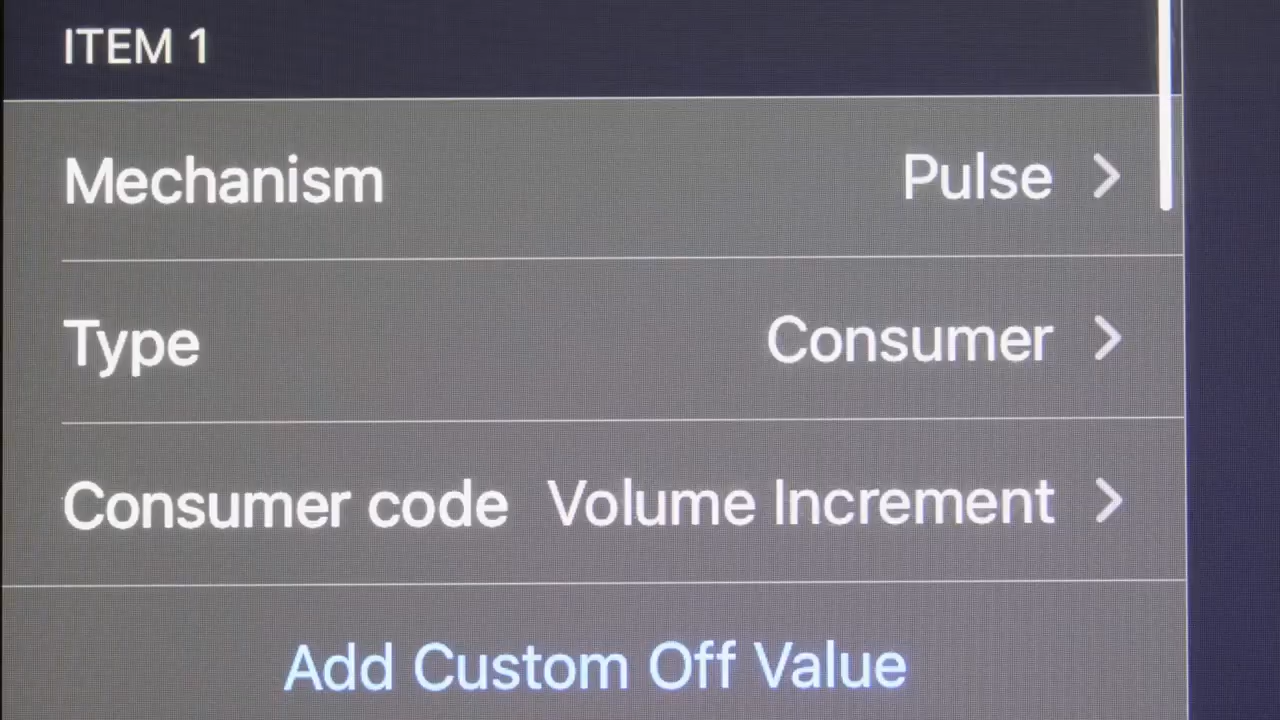 ITEM 1
Mechanism Pulse
Type Consumer
Consumer code Volume Increment
Add Custom Off Value